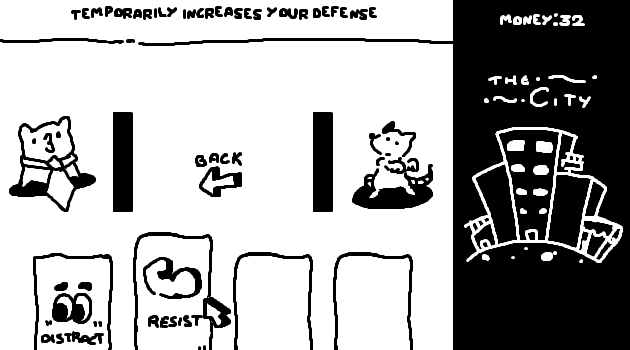 TEMPORARILY INCREASES YOUR DEFENSE
MONEY:32
THE
CITY
BACK
DISTRACT
RESIST